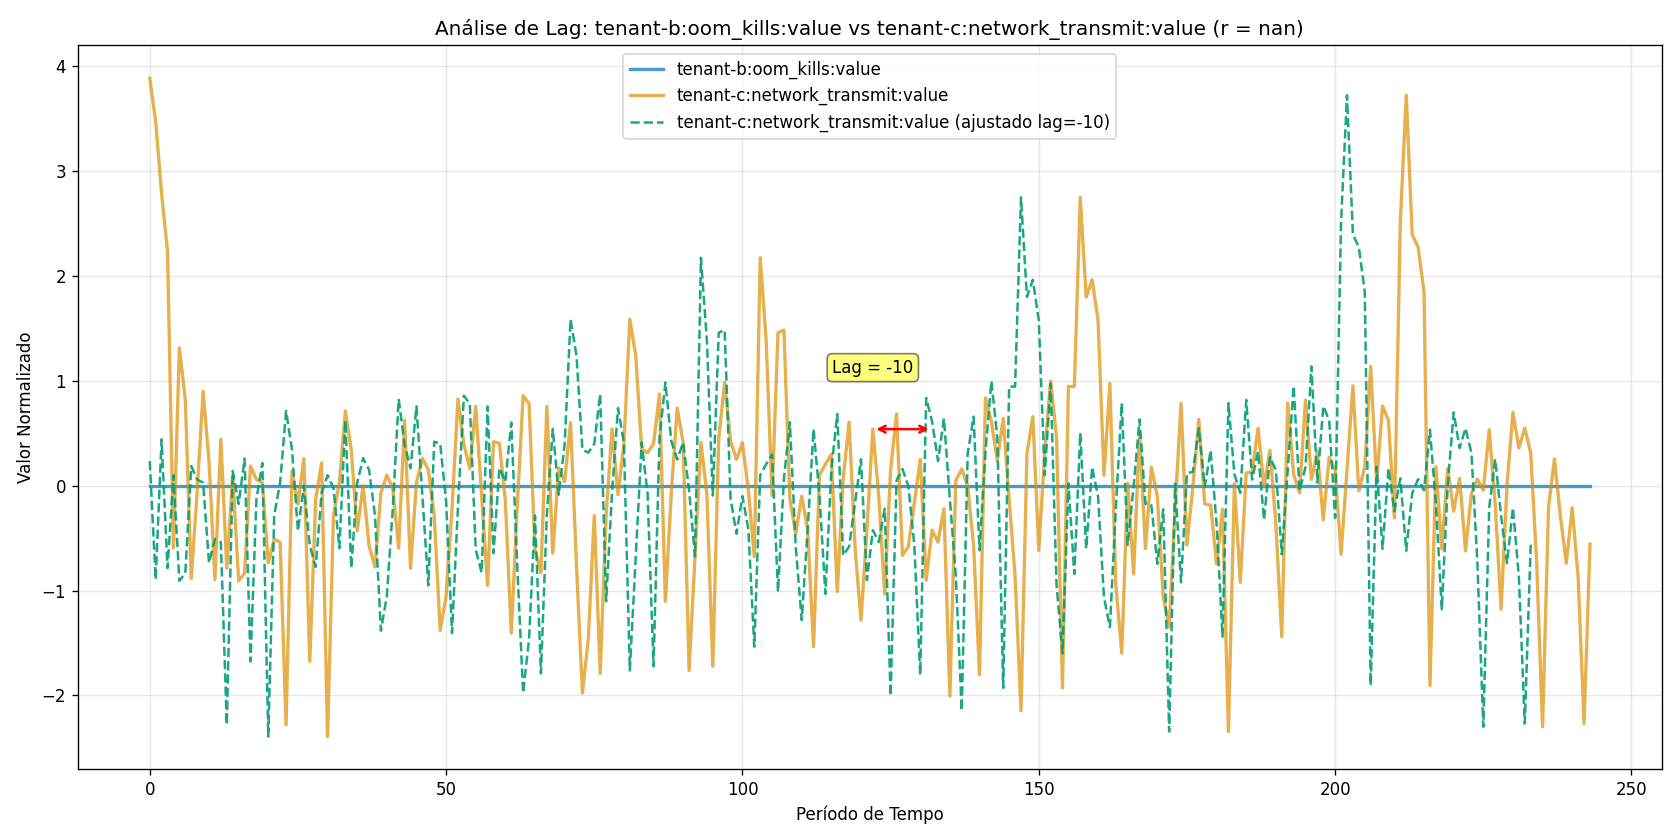 Análise de Lag: tenant-b:oom_kills:value vs tenant-c:network_transmit:value (r = nan)
tenant-b:oom_kills:value
tenant-c:network_transmit:value
tenant-c:network_transmit:value (ajustado lag=-10)
Lag = -10
Valor Normalizado
4
3
2
1
0
−1
−2
0 50 100 150 200 250
Período de Tempo